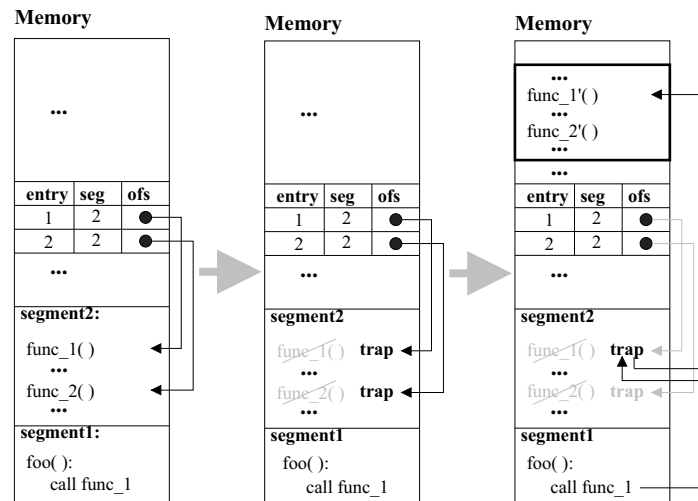 Memory
...
entry seg ofs
1 2
2 2
...
segment2:
func_1()
...
func_2()
...
segment1:
foo():
call func_1
Memory
...
entry seg ofs
1 2
2 2
...
segment2
func_1() trap
...
func_2() trap
...
segment1
foo():
call func_1
Memory
...
func_1'()
...
func_2'()
...
...
entry seg ofs
1 2
2 2
...
segment2
func_1() trap
...
func_2() trap
...
segment1
foo():
call func_1